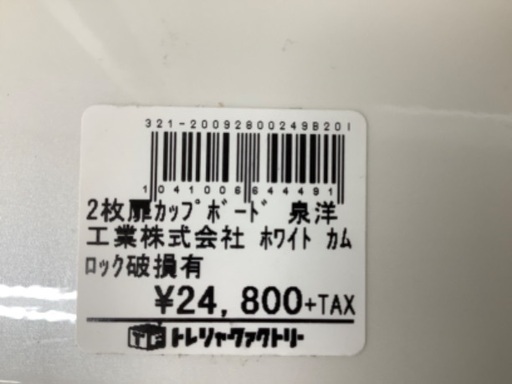 321-20092800249B20I
1041006644491
2枚扉ｶｯﾌﾟﾎﾞｰﾄﾞ 泉洋
工業株式会社 ﾎﾜｲﾄ ｶﾑ
ﾛｯｸ破損有
¥24,800+TAX
TF トレジャーファクトリー